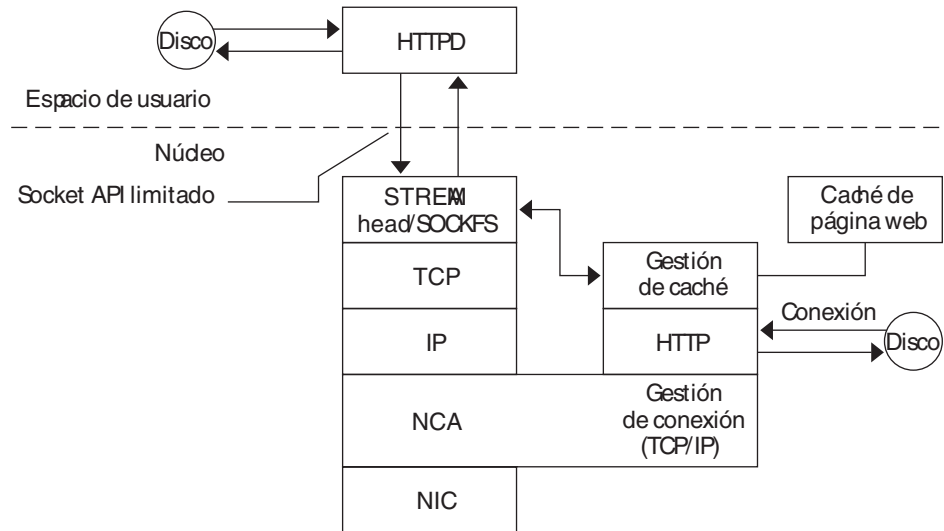 Disco
HTTPD
Espacio de usuario
Núcleo
Socket API limitado
STREAM
head/SOCKFS
Caché de
página web
TCP
Gestión
de caché
Conexión
IP
HTTP
Disco
NCA
Gestión
de conexión
(TCP/IP)
NIC